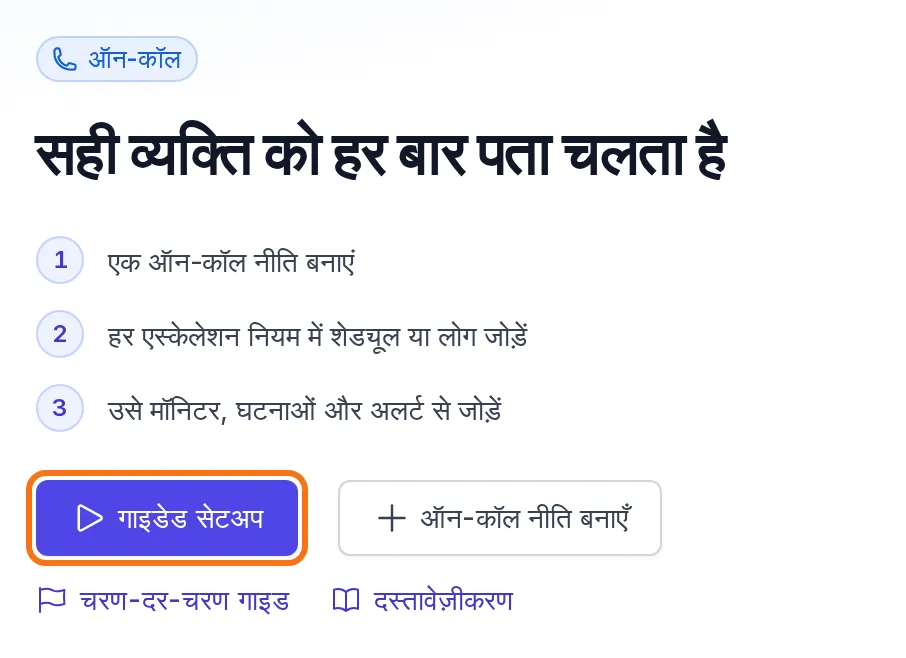 ऑन-कॉल
सही व्यक्ति को हर बार पता चलता है
1 एक ऑन-कॉल नीति बनाएं
2 हर एस्केलेशन नियम में शेड्यूल या लोग जोड़ें
3 उसे मॉनिटर, घटनाओं और अलर्ट से जोड़ें
गाइडेड सेटअप
ऑन-कॉल नीति बनाएँ
चरण-दर-चरण गाइड
दस्तावेज़ीकरण